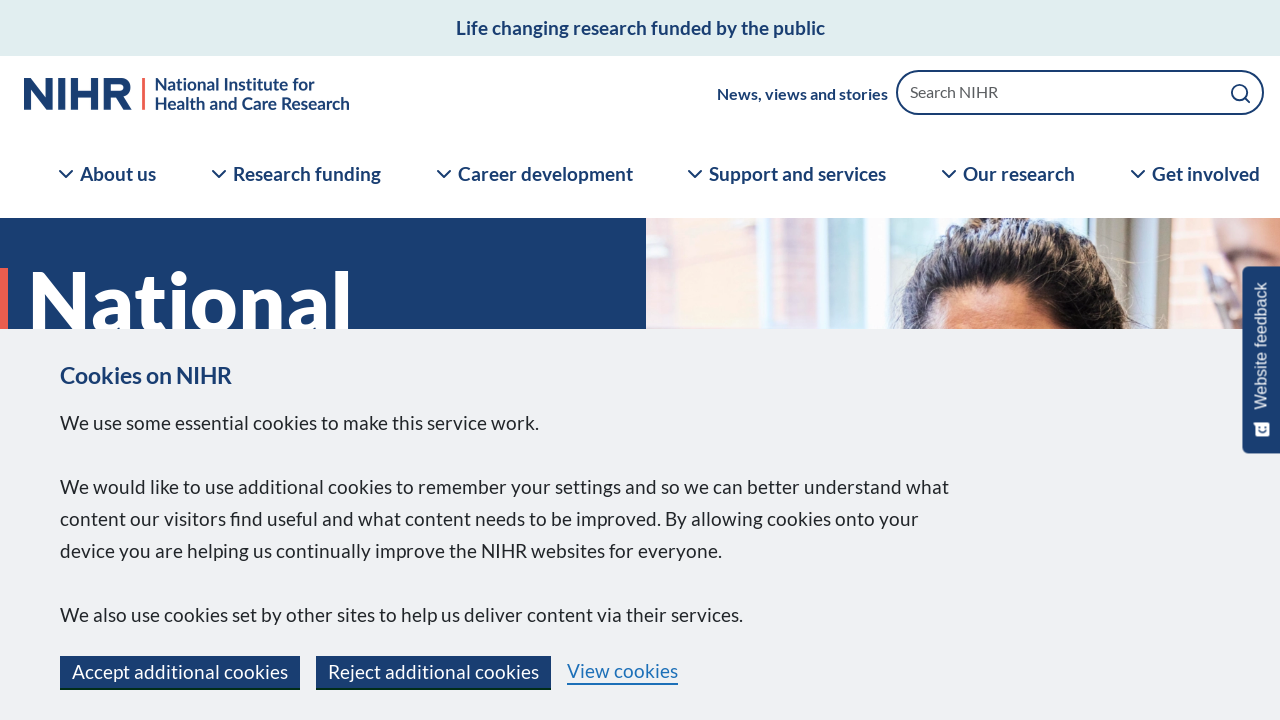 Life changing research funded by the public
NIHR | National Institute for
Health and Care Research
News, views and stories
Search NIHR
About us
Research funding
Career development
Support and services
Our research
Get involved
National
Website feedback
Cookies on NIHR
We use some essential cookies to make this service work.
We would like to use additional cookies to remember your settings and so we can better understand what
content our visitors find useful and what content needs to be improved. By allowing cookies onto your
device you are helping us continually improve the NIHR websites for everyone.
We also use cookies set by other sites to help us deliver content via their services.
Accept additional cookies
Reject additional cookies
View cookies